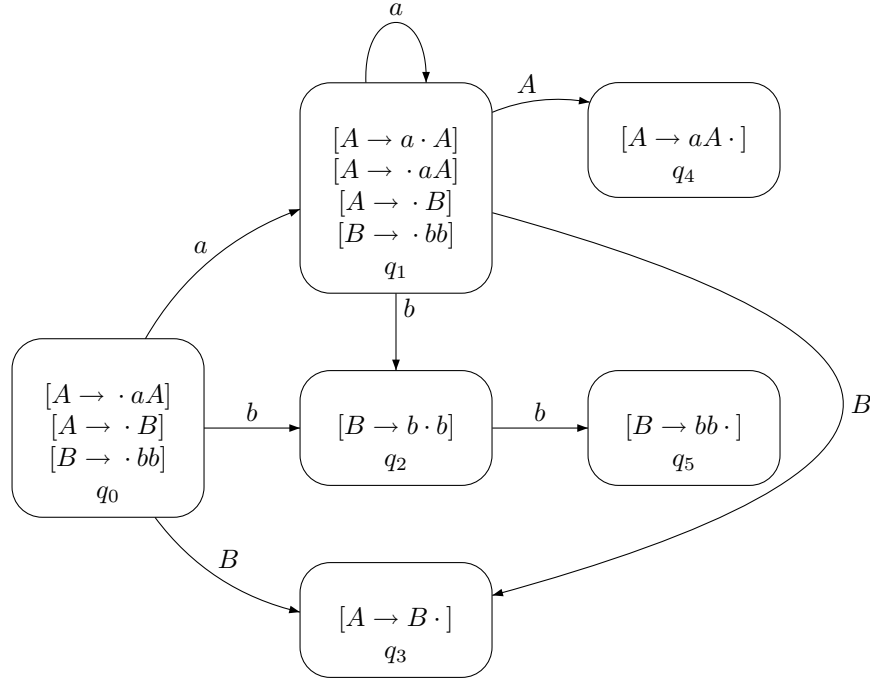 a
A
[A → a · A]
[A → · aA]
[A → · B]
[B → · bb]
q₁
[A → aA · ]
q₄
a
b
B
[A → · aA]
[A → · B]
[B → · bb]
q₀
b
[B → b · b]
q₂
b
[B → bb · ]
q₅
B
[A → B · ]
q₃